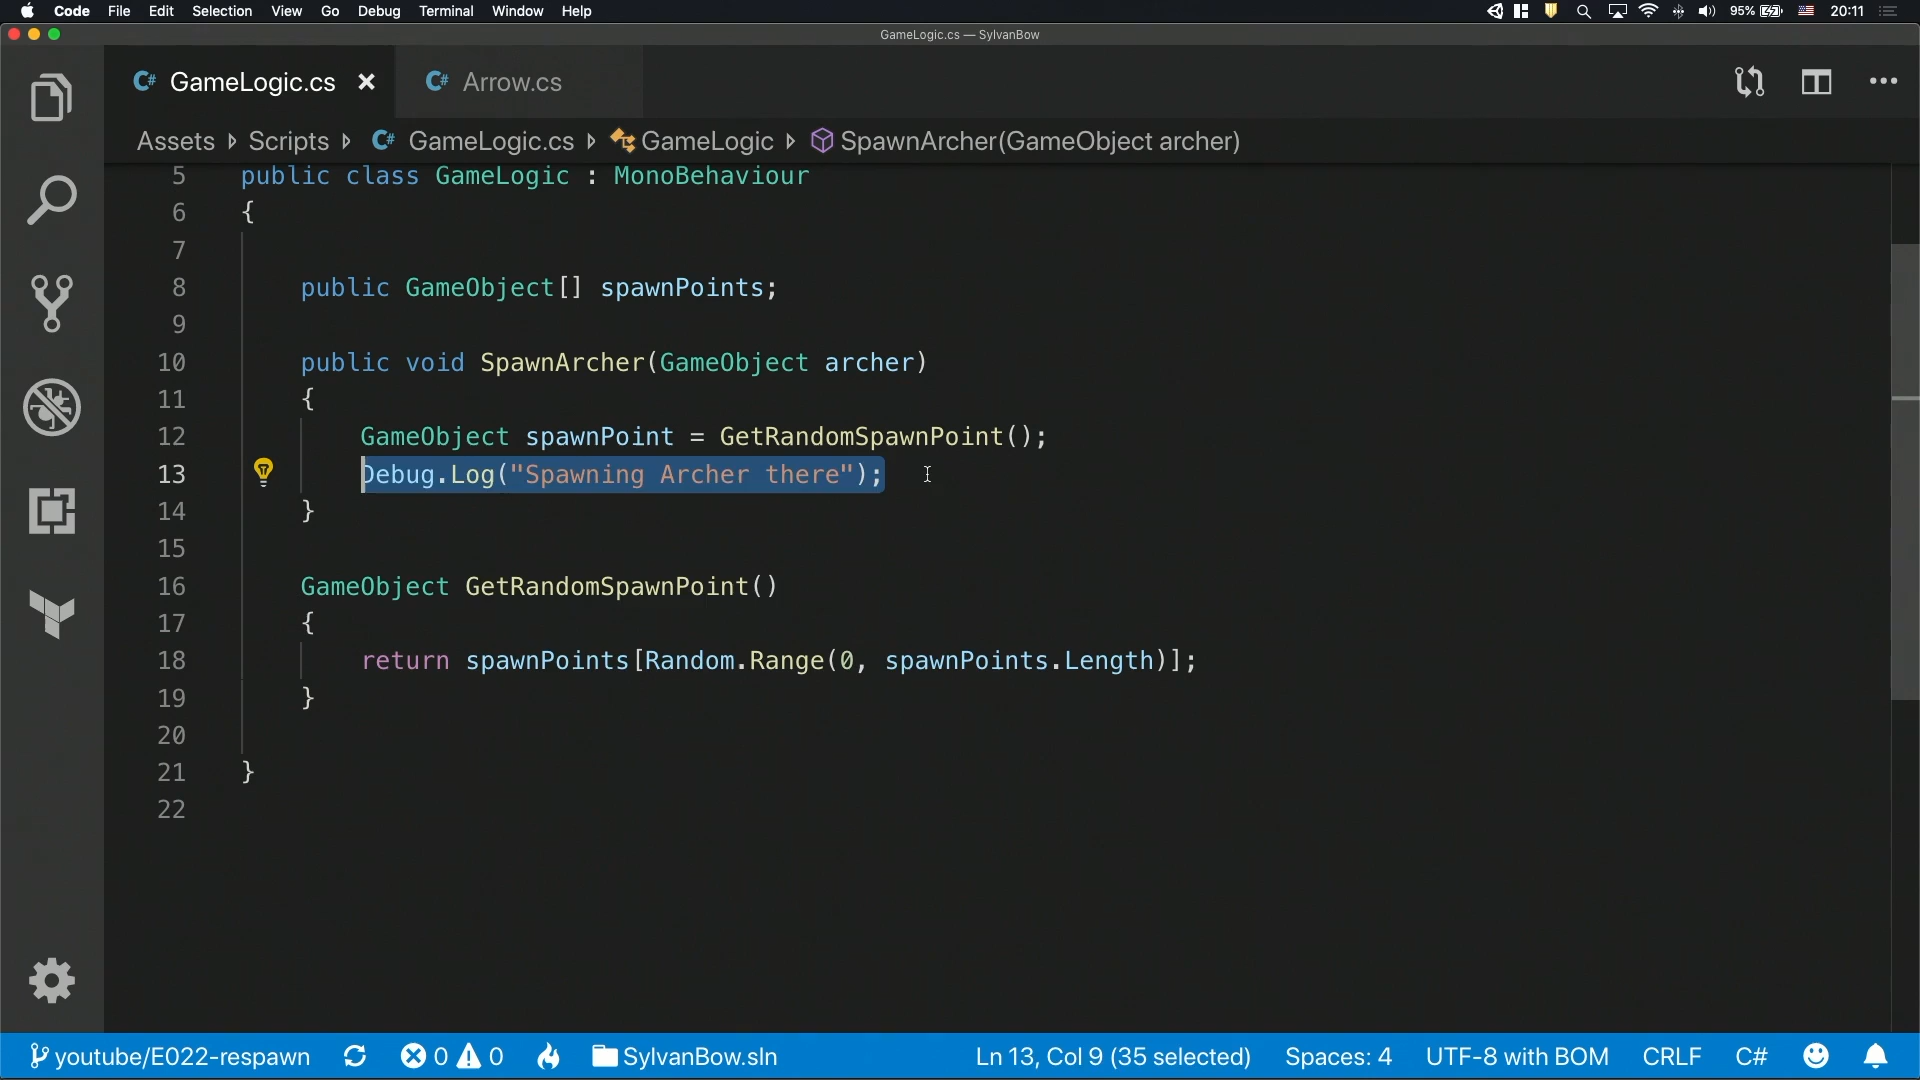 Code File Edit Selection View Go Debug Terminal Window Help 95% 20:11
GameLogic.cs — SylvanBow
C# GameLogic.cs C# Arrow.cs
Assets Scripts C# GameLogic.cs GameLogic SpawnArcher(GameObject archer)
5 public class GameLogic : MonoBehaviour
6 {
7
8 public GameObject[] spawnPoints;
9
10 public void SpawnArcher(GameObject archer)
11 {
12 GameObject spawnPoint = GetRandomSpawnPoint();
13 Debug.Log("Spawning Archer there");
14 }
15
16 GameObject GetRandomSpawnPoint()
17 {
18 return spawnPoints[Random.Range(0, spawnPoints.Length)];
19 }
20
21 }
22
youtube/E022-respawn 0 0 SylvanBow.sln Ln 13, Col 9 (35 selected) Spaces: 4 UTF-8 with BOM CRLF C#